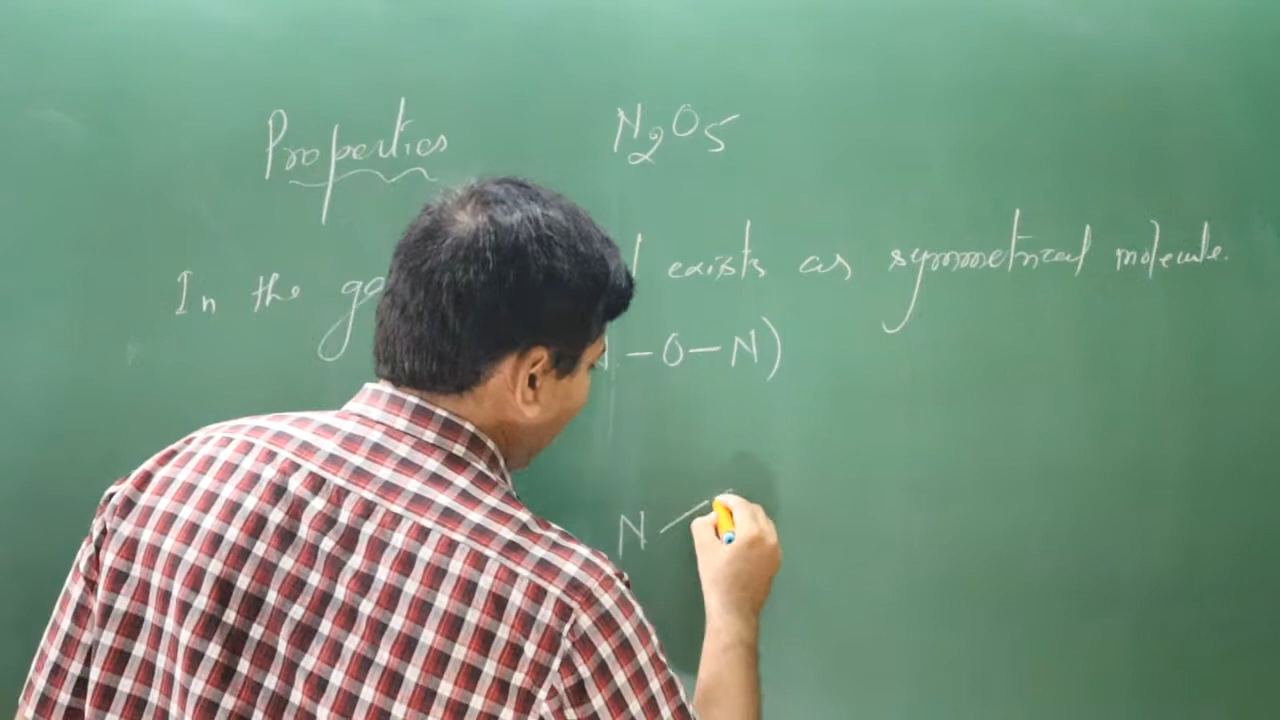 Properties N₂O₅
In the exists as symmetrical molecule.
-O-N)
N